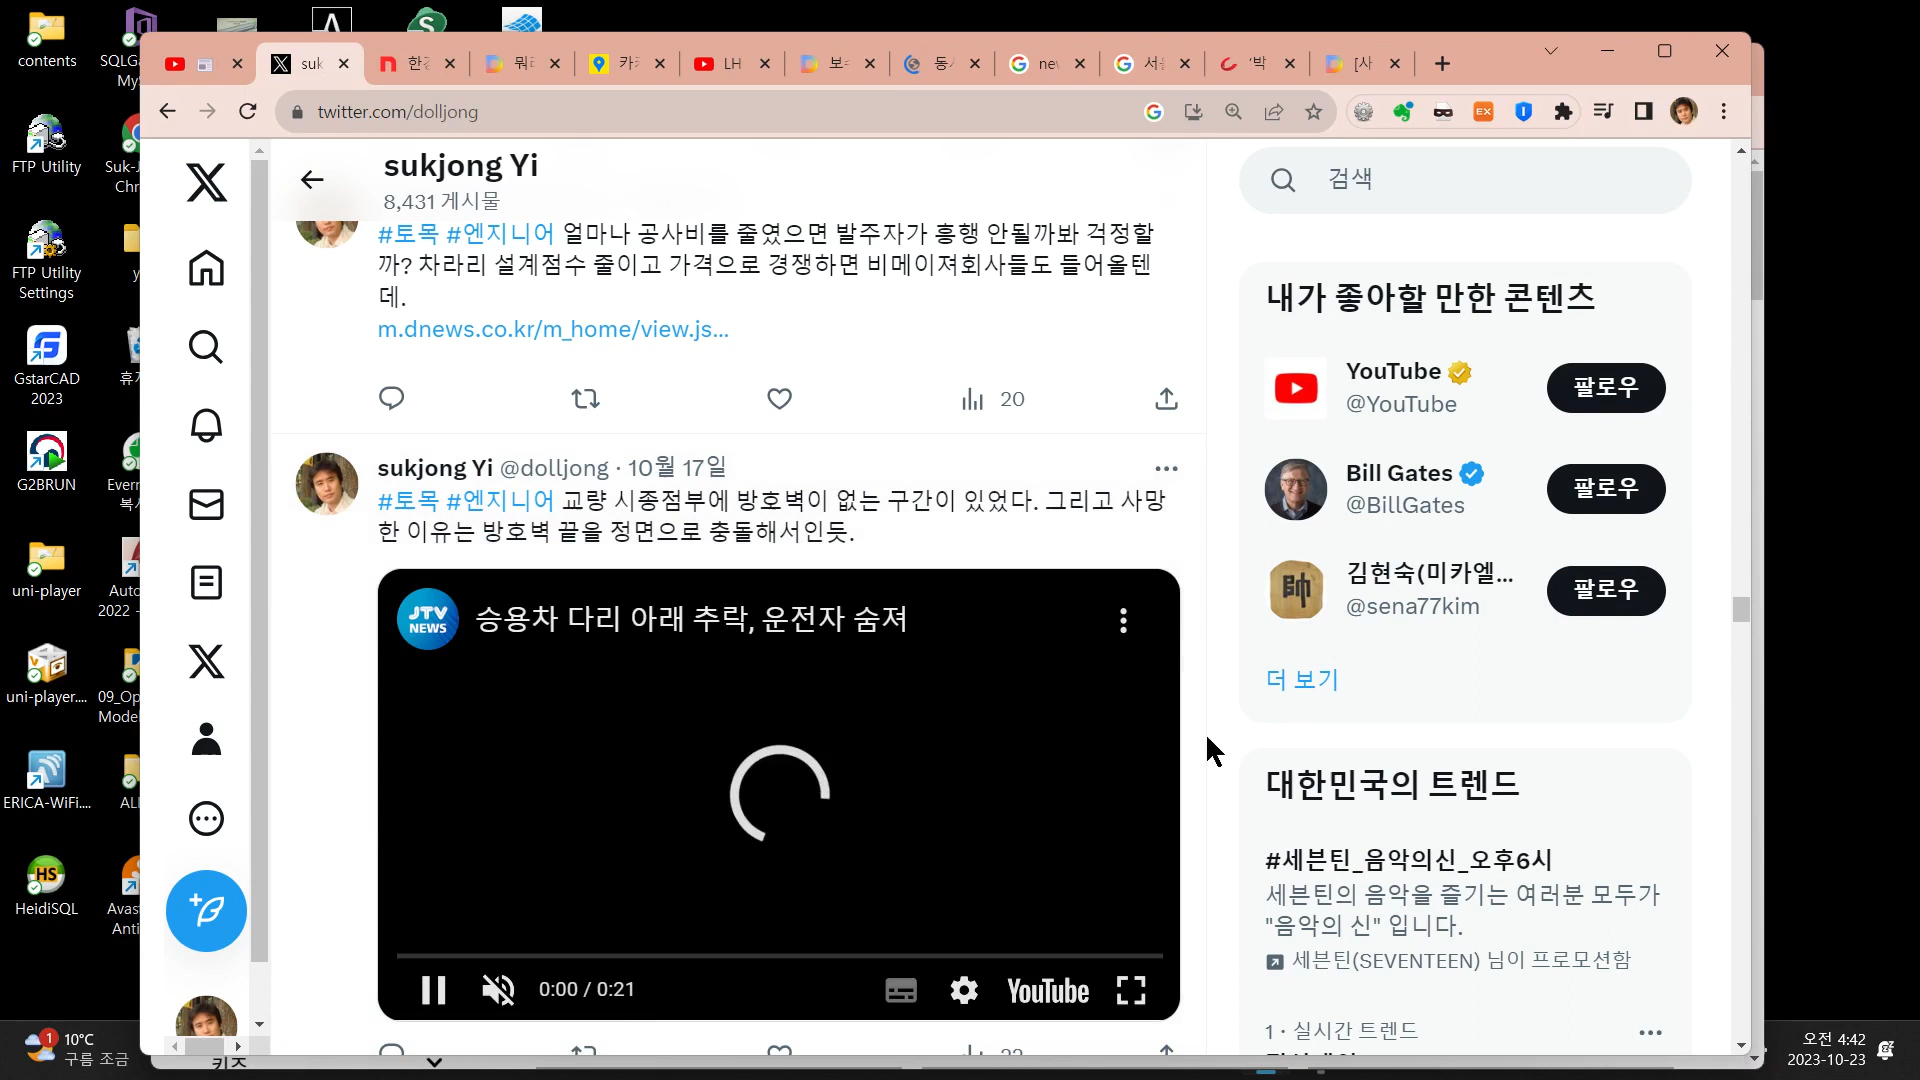 contents
FTP Utility
FTP Utility
Settings
GstarCAD
2023
G2BRUN
uni-player
uni-player....
ERICA-WiFi....
HeidiSQL
suk
LH
twitter.com/dolljong
sukjong Yi
8,431 게시물
#토목 #엔지니어 얼마나 공사비를 줄였으면 발주자가 흥행 안될까봐 걱정할
까? 차라리 설계점수 줄이고 가격으로 경쟁하면 비메이져회사들도 들어올텐
데.
m.dnews.co.kr/m_home/view.js...
20
sukjong Yi @dolljong · 10월 17일
#토목 #엔지니어 교량 시종점부에 방호벽이 없는 구간이 있었다. 그리고 사망
한 이유는 방호벽 끝을 정면으로 충돌해서인듯.
JTV
NEWS
승용차 다리 아래 추락, 운전자 숨져
0:00 / 0:21
YouTube
검색
내가 좋아할 만한 콘텐츠
YouTube
@YouTube
팔로우
Bill Gates
@BillGates
팔로우
김현숙(미카엘...
@sena77kim
팔로우
더 보기
대한민국의 트렌드
#세븐틴_음악의신_오후6시
세븐틴의 음악을 즐기는 여러분 모두가
"음악의 신" 입니다.
세븐틴(SEVENTEEN) 님이 프로모션함
1 · 실시간 트렌드
1
10°C
구름 조금
오전 4:42
2023-10-23